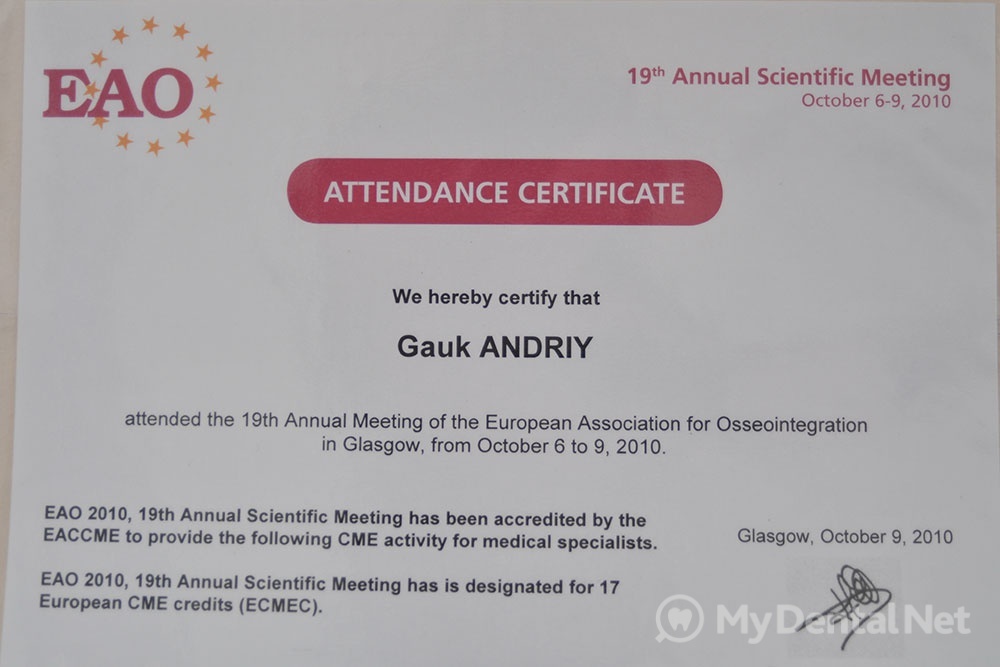 EAO
19th Annual Scientific Meeting
October 6-9, 2010
ATTENDANCE CERTIFICATE
We hereby certify that
Gauk ANDRIY
attended the 19th Annual Meeting of the European Association for Osseointegration
in Glasgow, from October 6 to 9, 2010.
EAO 2010, 19th Annual Scientific Meeting has been accredited by the
EACCME to provide the following CME activity for medical specialists.
EAO 2010, 19th Annual Scientific Meeting has is designated for 17
European CME credits (ECMEC).
Glasgow, October 9, 2010
MyDentalNet